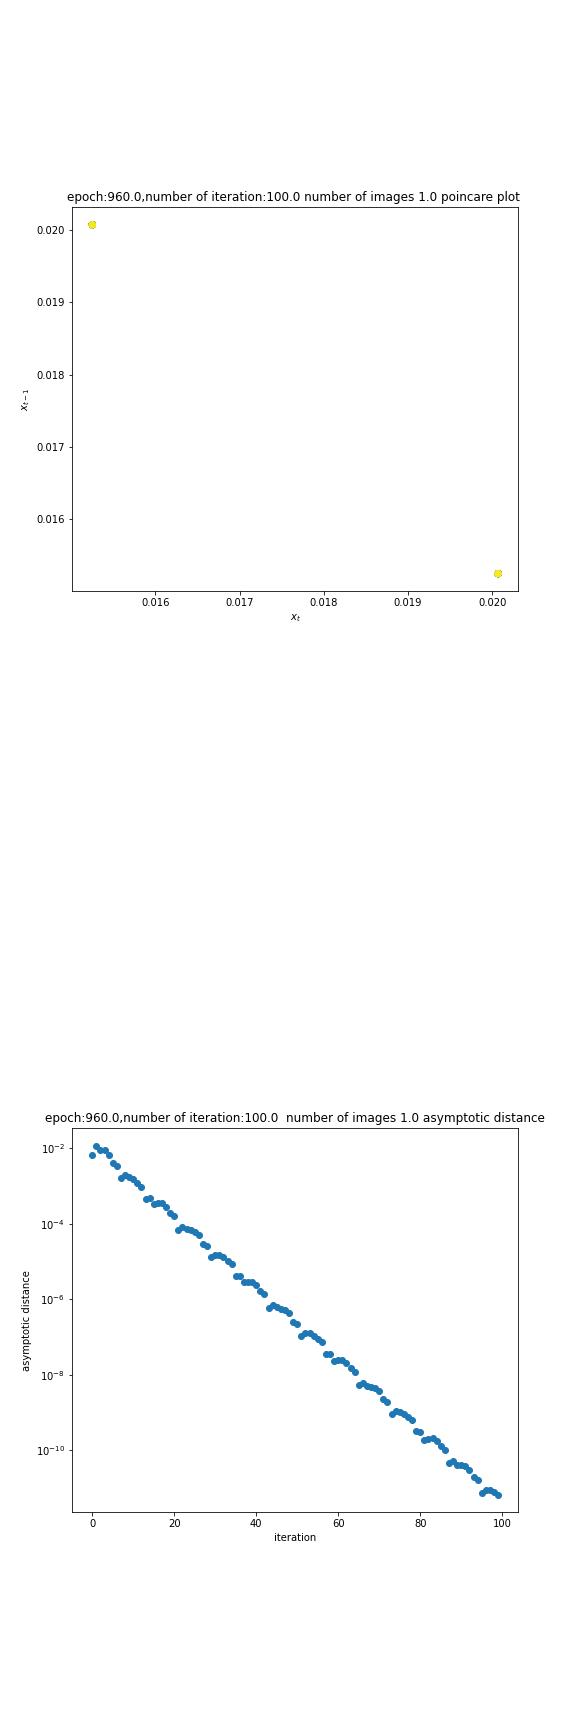 epoch:960.0,number of iteration:100.0 number of images 1.0 poincare plot
0.020
0.019
0.018
0.017
0.016
x_{t-1}
0.016 0.017 0.018 0.019 0.020
x_t
epoch:960.0,number of iteration:100.0  number of images 1.0 asymptotic distance
10^{-2}
10^{-4}
10^{-6}
10^{-8}
10^{-10}
asymptotic distance
0 20 40 60 80 100
iteration